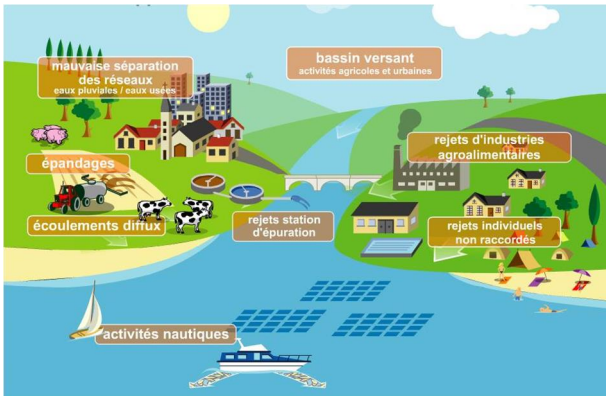 mauvaise séparation
des réseaux
eaux pluviales / eaux usées
bassin versant
activités agricoles et urbaines
rejets d'industries
agroalimentaires
épandages
écoulements diffux
rejets station
d'épuration
rejets individuels
non raccordés
activités nautiques